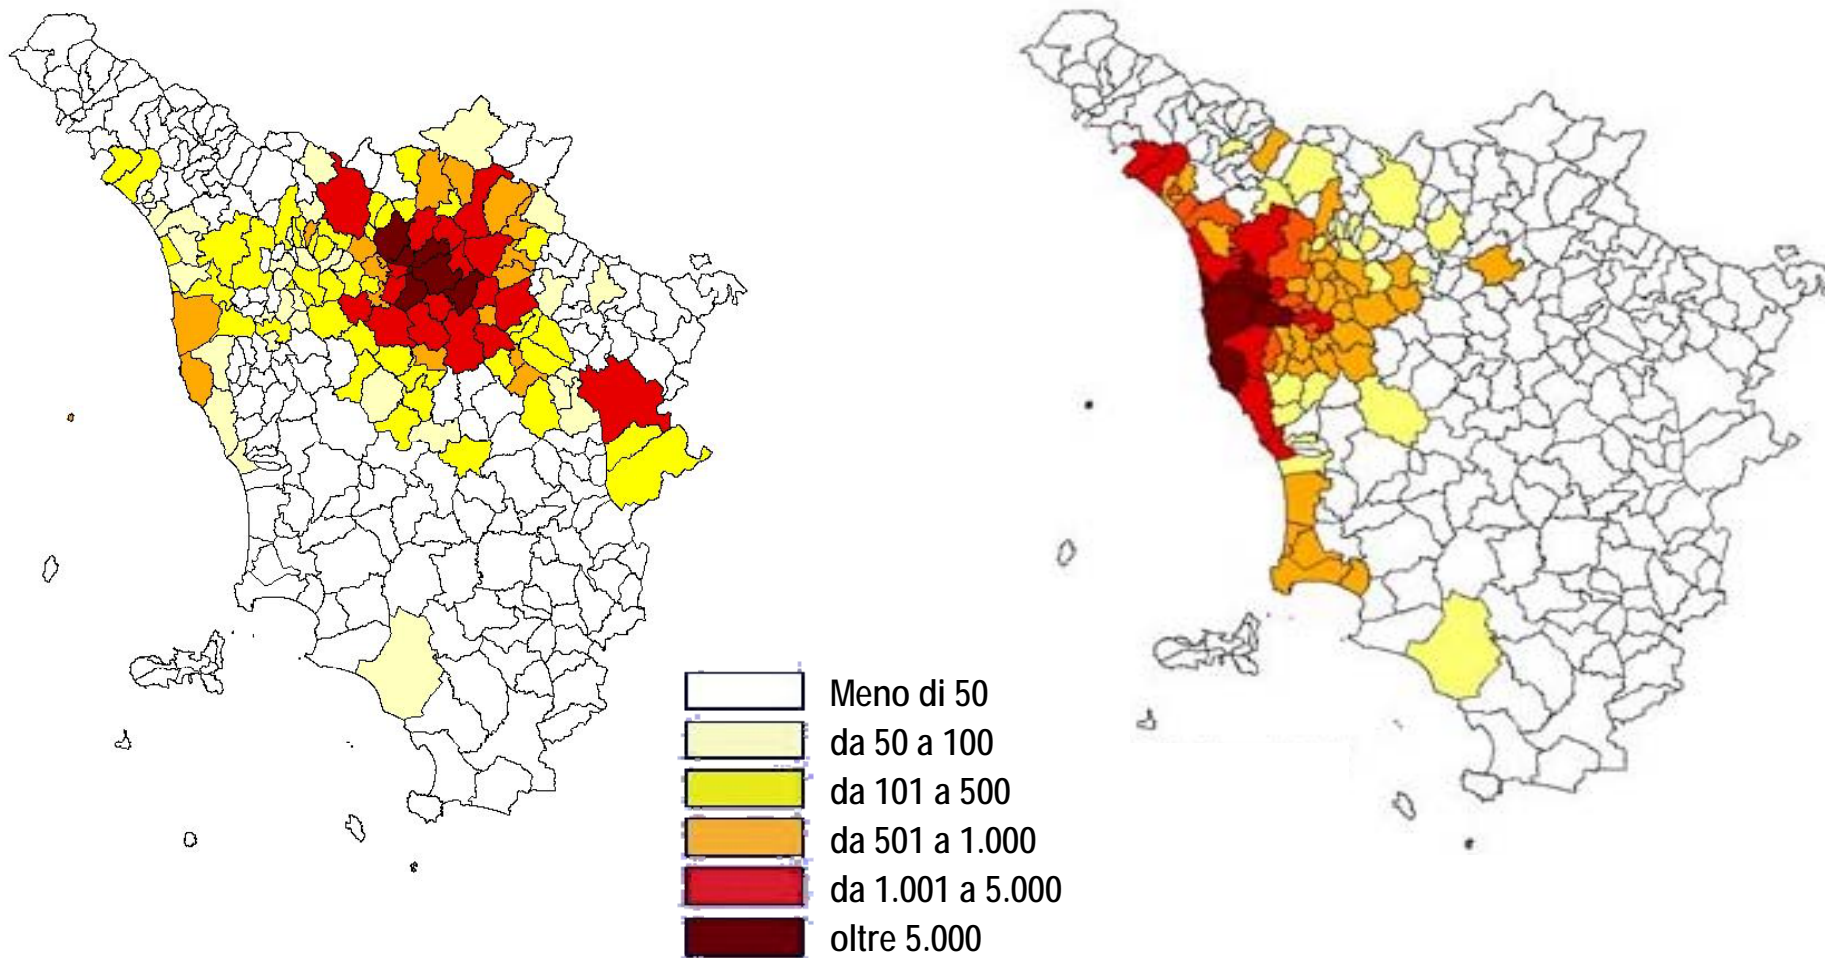 Meno di 50
da 50 a 100
da 101 a 500
da 501 a 1.000
da 1.001 a 5.000
oltre 5.000